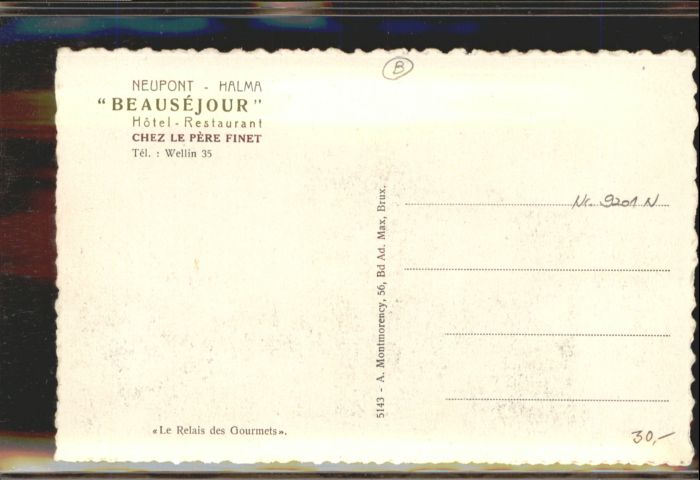 B
NEUPONT - HALMA
“BEAUSÉJOUR”
Hôtel - Restaurant
CHEZ LE PÈRE FINET
Tél. : Wellin 35
Nr. 9201 N
5143 - A. Montmorency, 56, Bd Ad. Max, Brux.
«Le Relais des Gourmets».
30,-